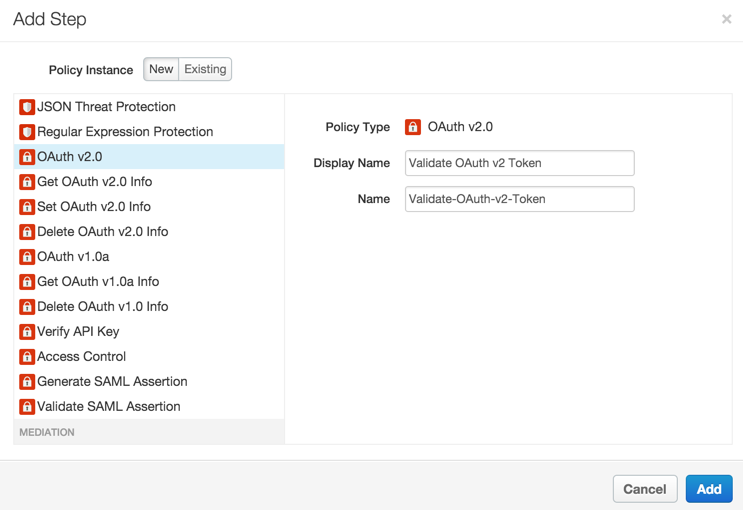 Add Step
×
Policy Instance New Existing
JSON Threat Protection
Regular Expression Protection
OAuth v2.0
Get OAuth v2.0 Info
Set OAuth v2.0 Info
Delete OAuth v2.0 Info
OAuth v1.0a
Get OAuth v1.0a Info
Delete OAuth v1.0 Info
Verify API Key
Access Control
Generate SAML Assertion
Validate SAML Assertion
MEDIATION
Policy Type OAuth v2.0
Display Name Validate OAuth v2 Token
Name Validate-OAuth-v2-Token
Cancel Add